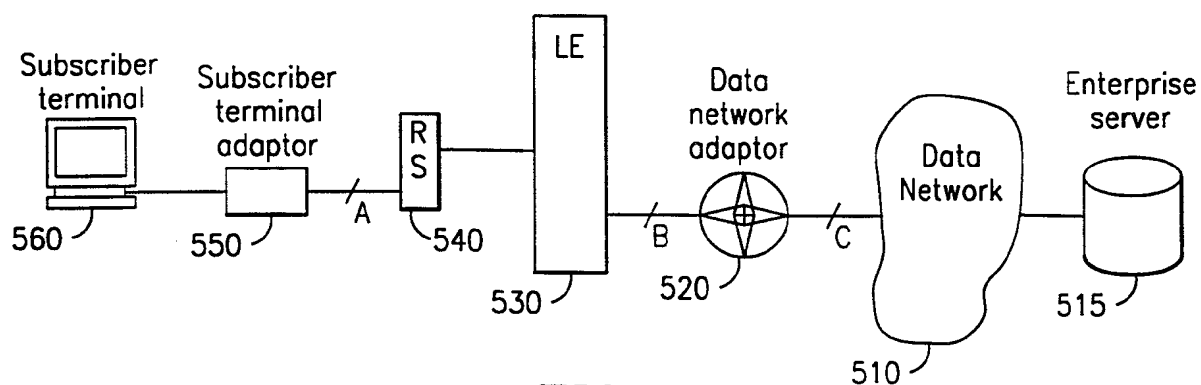 Subscriber
terminal
560
Subscriber
terminal
adaptor
550
A
R
S
540
LE
530
B
Data
network
adaptor
520
C
Data
Network
510
Enterprise
server
515